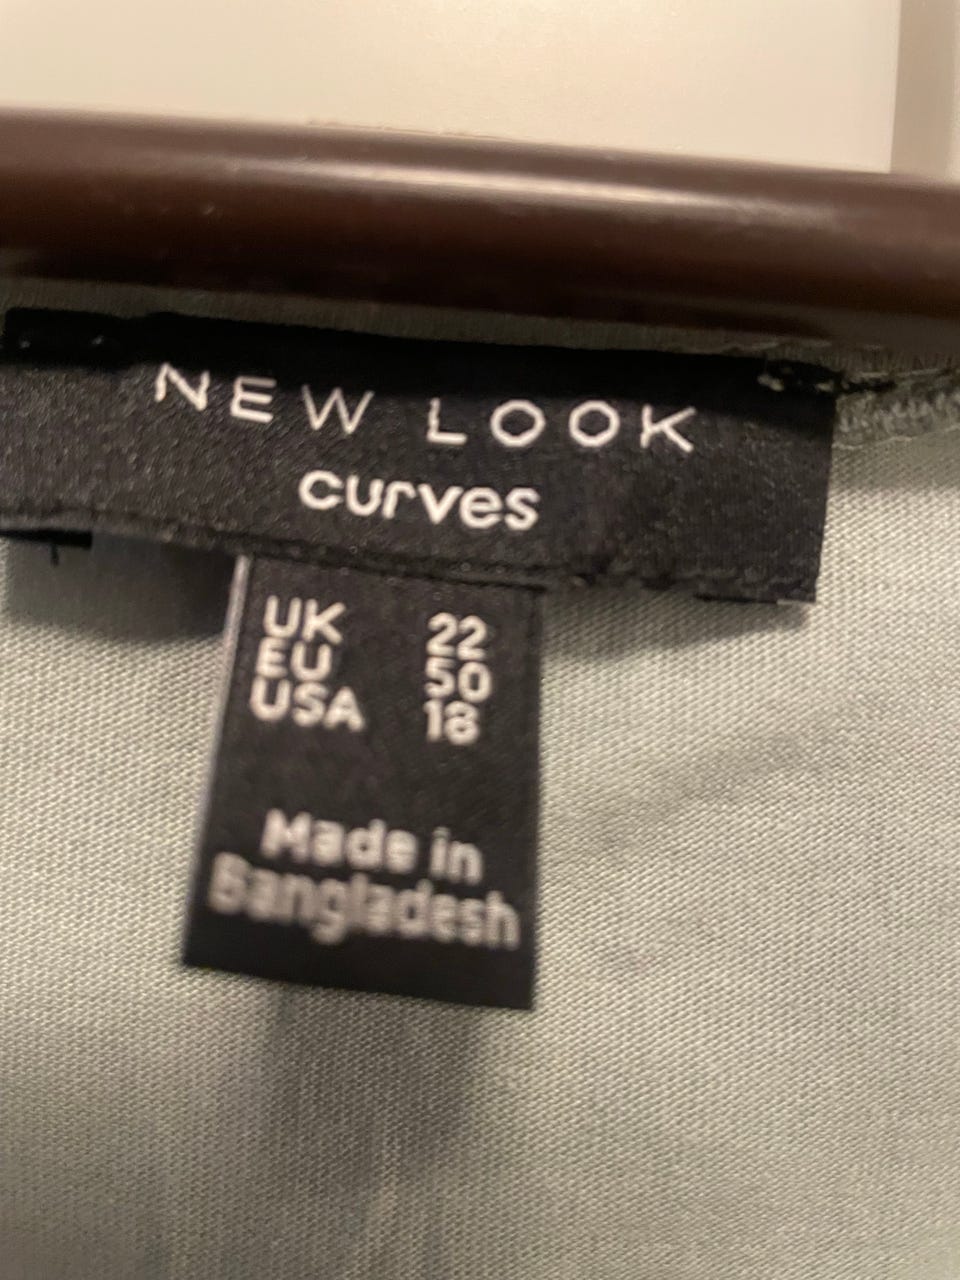 NEW LOOK
curves
UK 22
EU 50
USA 18
Made in
Bangladesh